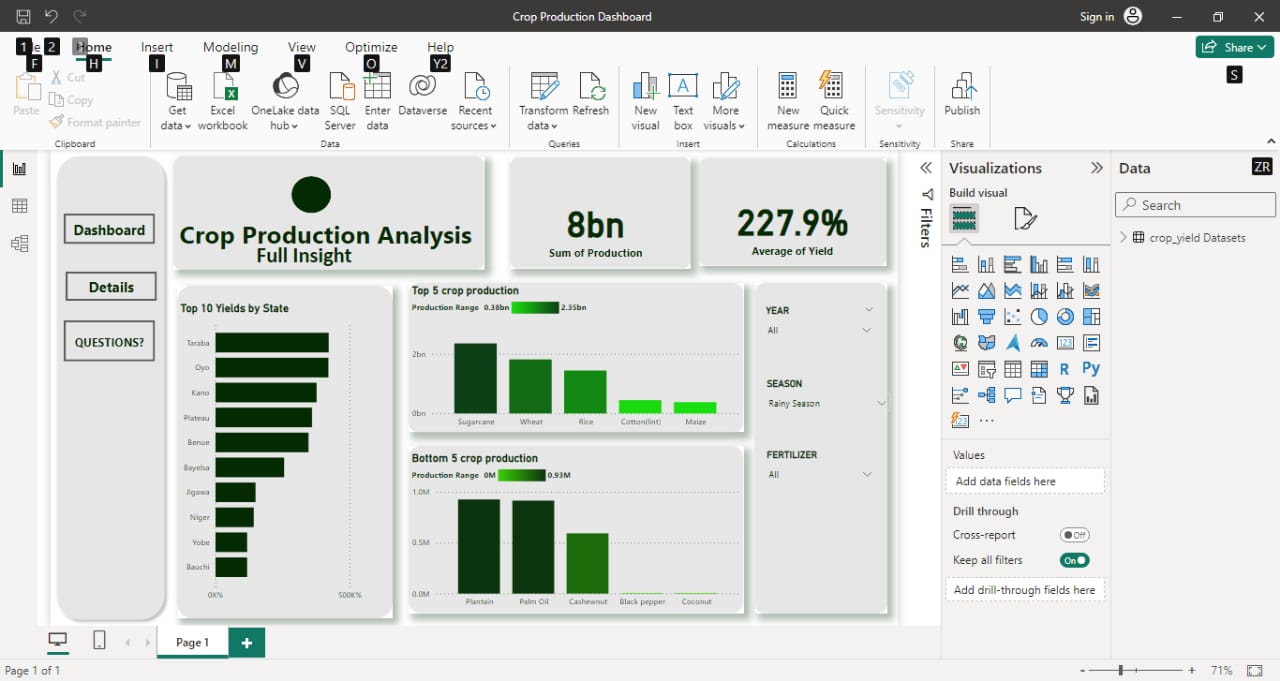 Crop Production Dashboard
Sign in
1 2 Home Insert Modeling View Optimize Help
F H I M V O Y2
Share
S
Paste
Cut
Copy
Format painter
Clipboard
Get data
Excel workbook
OneLake data hub
SQL Server
Enter data
Dataverse
Recent sources
Data
Transform data
Refresh
Queries
New visual
Text box
More visuals
Insert
New measure
Quick measure
Calculations
Sensitivity
Sensitivity
Publish
Share
Dashboard
Details
QUESTIONS?
Crop Production Analysis
Full Insight
8bn
Sum of Production
227.9%
Average of Yield
Top 10 Yields by State
Taraba
Oyo
Kano
Plateau
Benue
Bayelsa
Jigawa
Niger
Yobe
Bauchi
0K% 500K%
Top 5 crop production
Production Range 0.38bn 2.35bn
2bn
0bn
Sugarcane Wheat Rice Cotton(lint) Maize
Bottom 5 crop production
Production Range 0M 0.93M
1.0M
0.5M
0.0M
Plantain Palm Oil Cashewnut Black pepper Coconut
YEAR
All
SEASON
Rainy Season
FERTILIZER
All
Filters
Visualizations
Build visual
123
R Py
123
Values
Add data fields here
Drill through
Cross-report Off
Keep all filters On
Add drill-through fields here
Data
ZR
Search
crop_yield Datasets
Page 1
Page 1 of 1
- + 71%